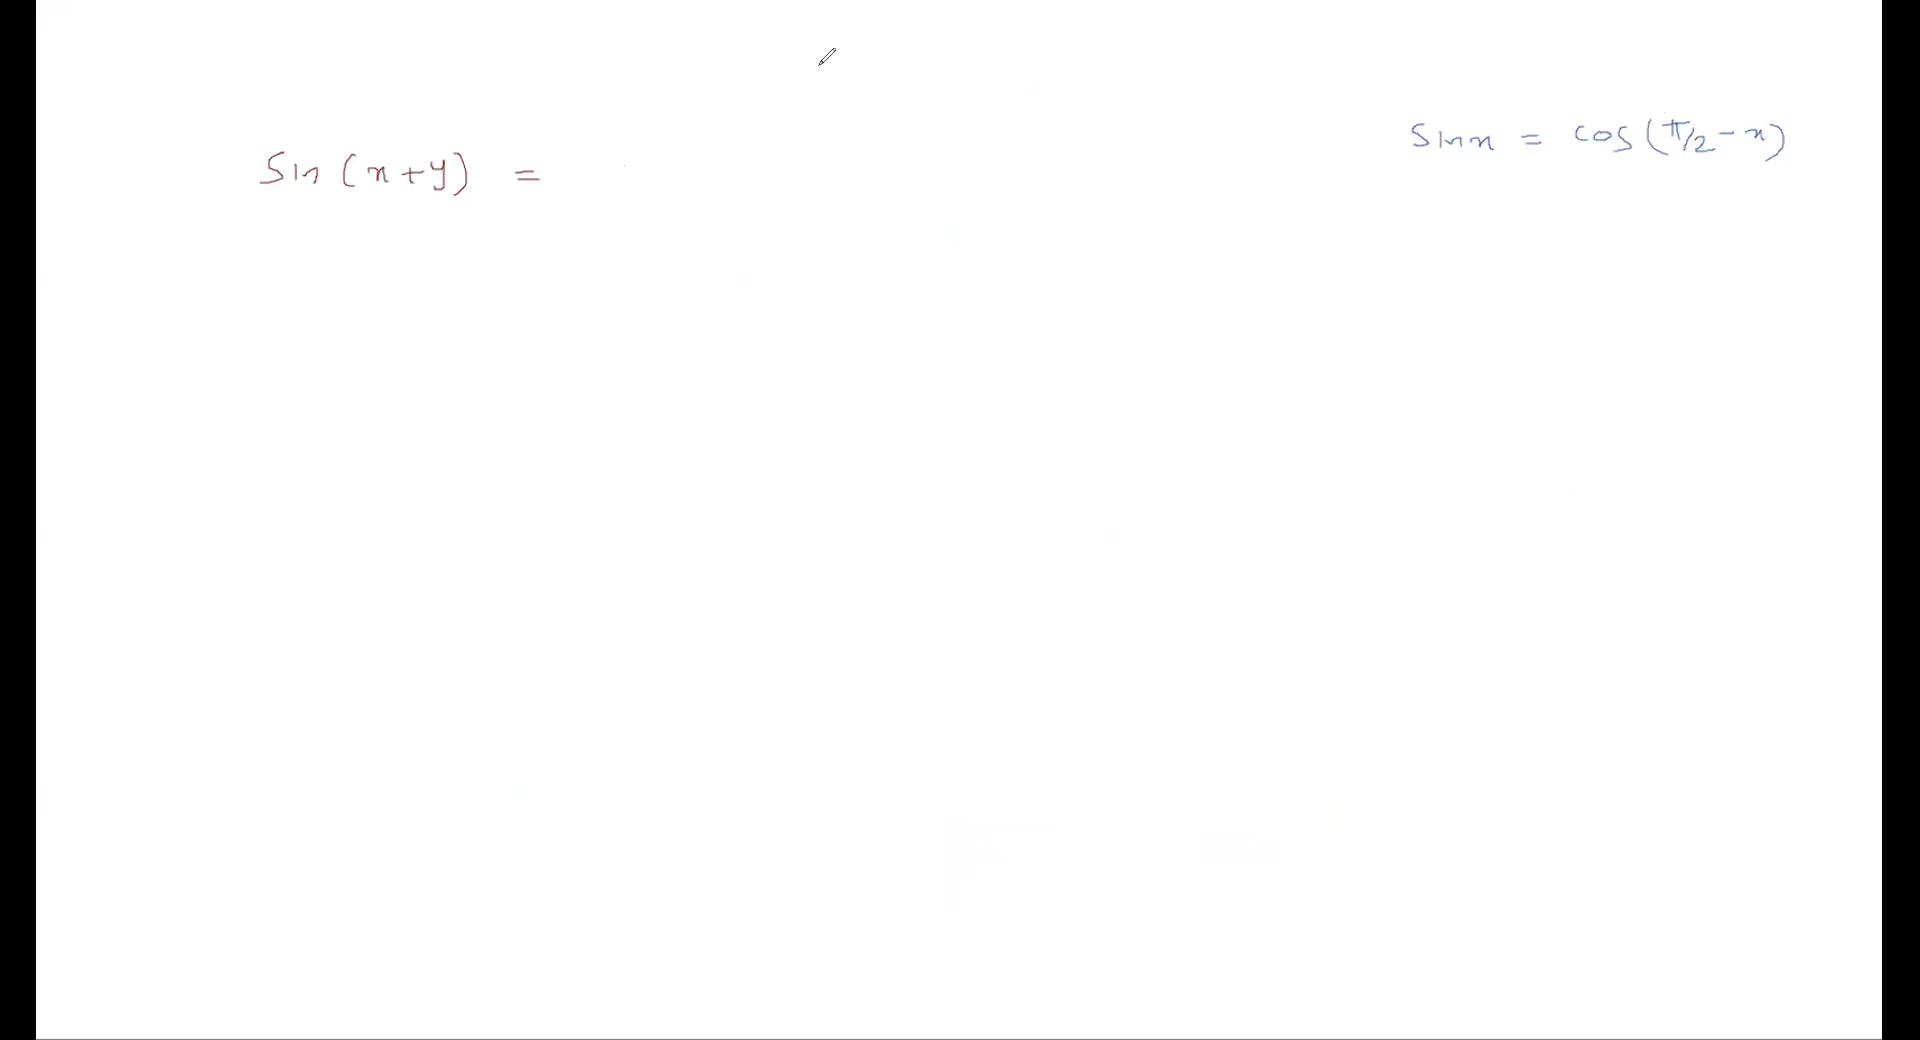 Sin (x+y) =
Sinx = cos(π/2-x)